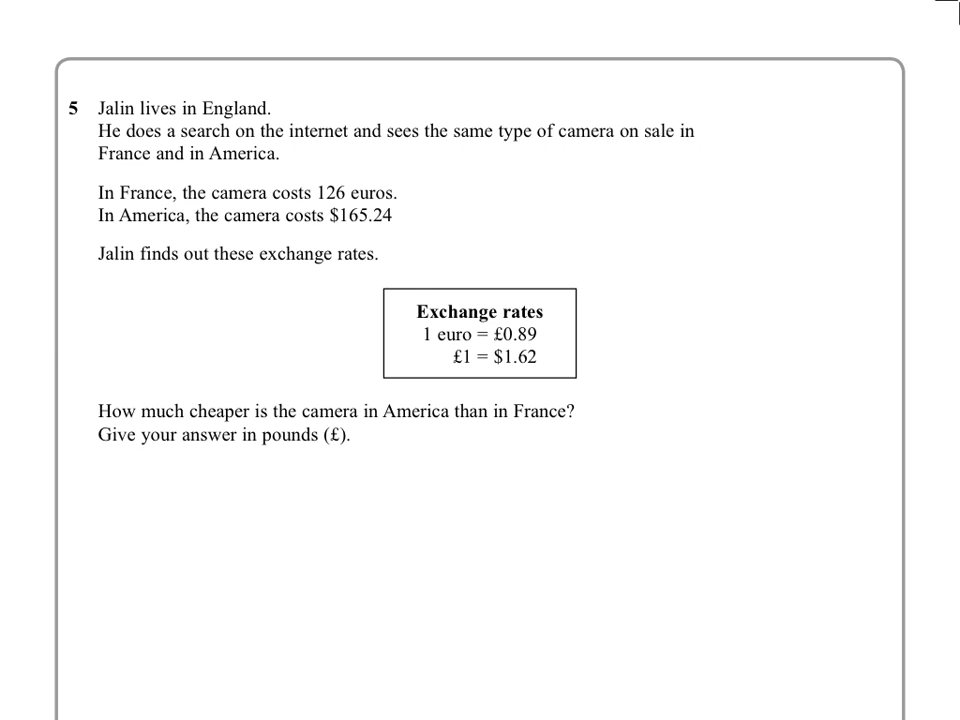 5 Jalin lives in England.
He does a search on the internet and sees the same type of camera on sale in
France and in America.
In France, the camera costs 126 euros.
In America, the camera costs $165.24
Jalin finds out these exchange rates.
Exchange rates
1 euro = £0.89
£1 = $1.62
How much cheaper is the camera in America than in France?
Give your answer in pounds (£).